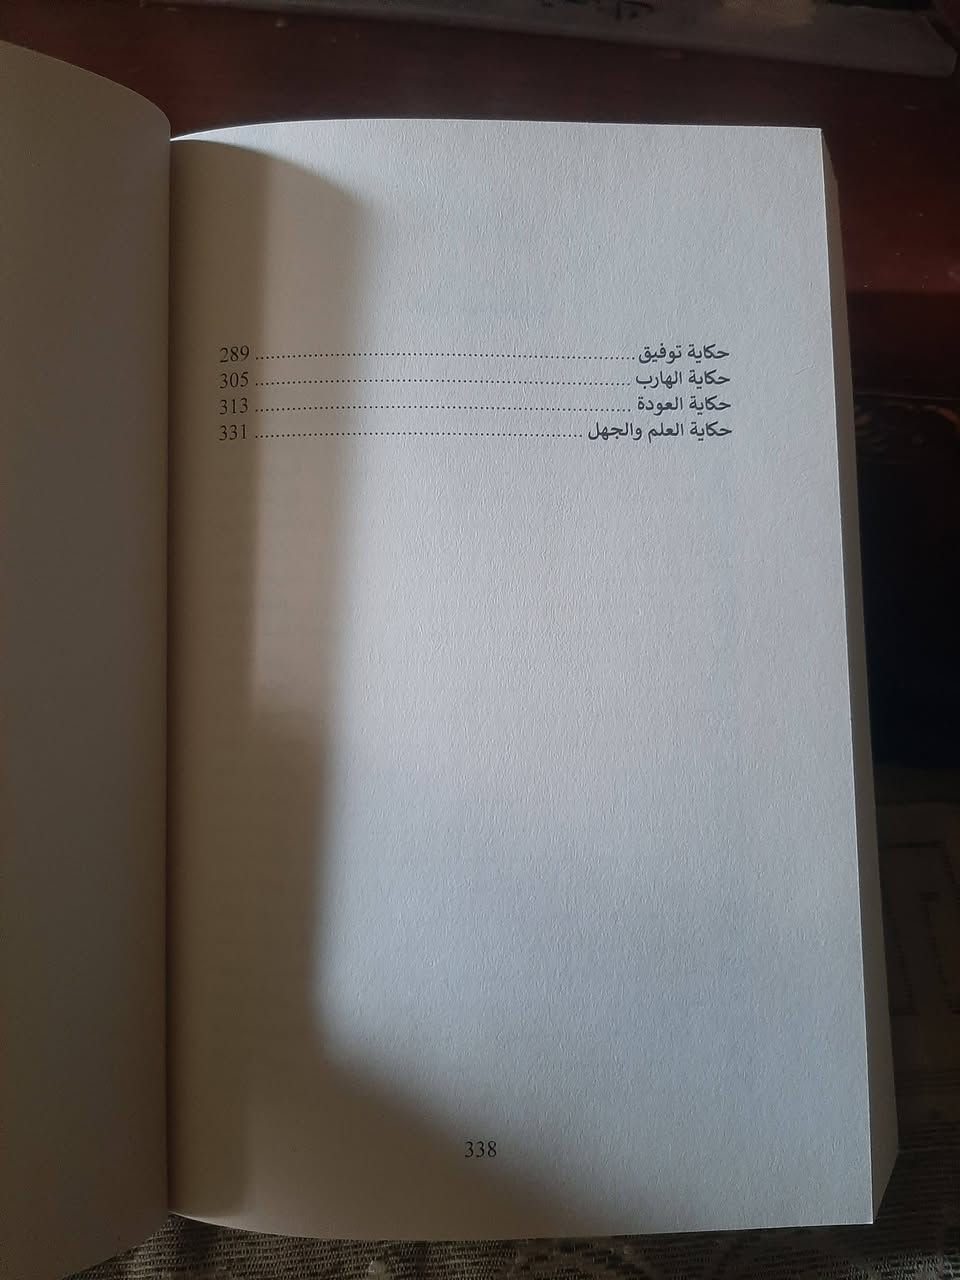 حكاية توفيق ........................................................................ 289
حكاية الهارب ........................................................................ 305
حكاية العودة ........................................................................ 313
حكاية العلم والجهل ............................................................... 331
338